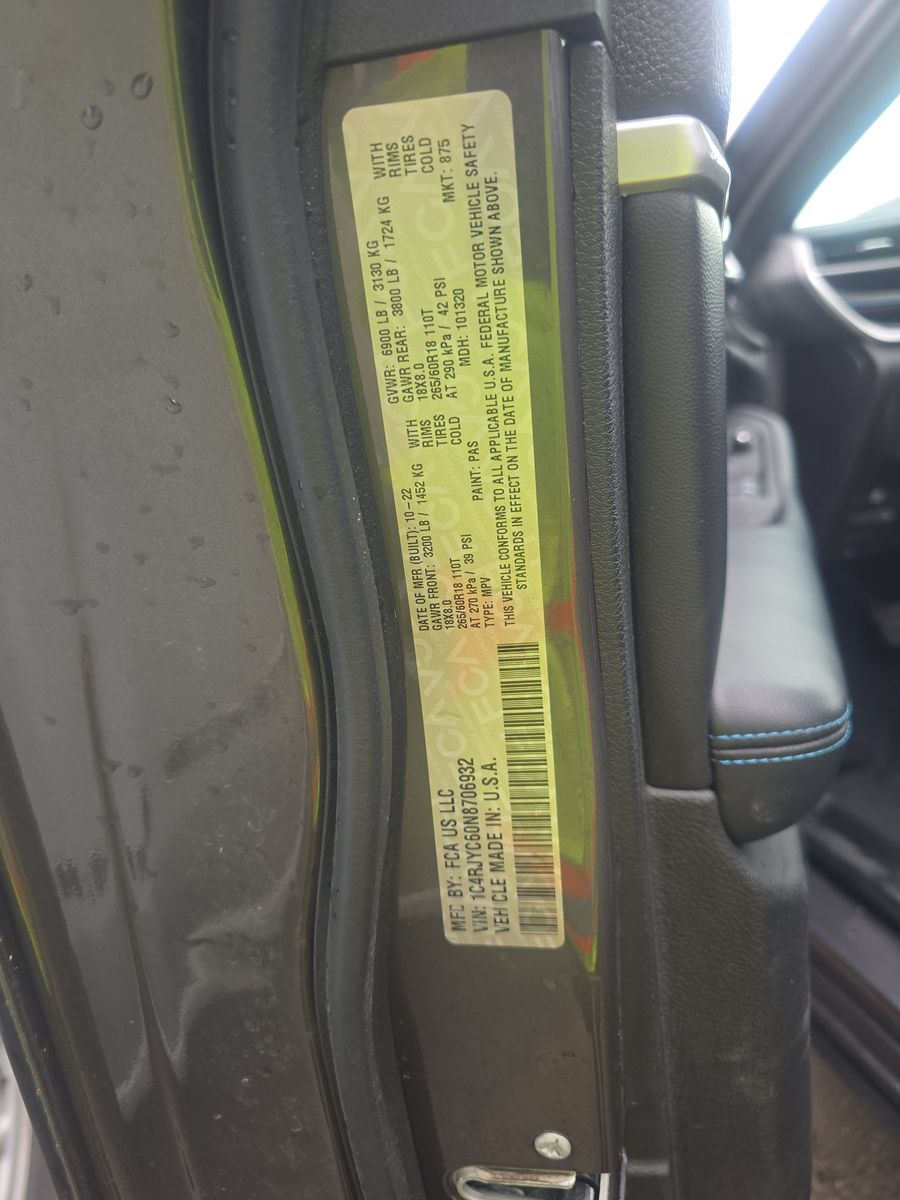 MFD BY: FCA US LLC
VIN: 1C4RJYC60N8706932
VEHICLE MADE IN: U.S.A.
DATE OF MFR (BUILT): 10-22
GAWR FRONT: 3200 LB / 1452 KG WITH
18X8.0 RIMS
265/60R18 110T TIRES
AT 270 kPa / 39 PSI COLD
TYPE: MPV PAINT: PAS
GVWR: 6900 LB / 3130 KG
GAWR REAR: 3800 LB / 1724 KG WITH
18X8.0 RIMS
265/60R18 110T TIRES
AT 290 kPa / 42 PSI COLD
MDH: 101320 MKT: 875
THIS VEHICLE CONFORMS TO ALL APPLICABLE U.S.A. FEDERAL MOTOR VEHICLE SAFETY
STANDARDS IN EFFECT ON THE DATE OF MANUFACTURE SHOWN ABOVE.